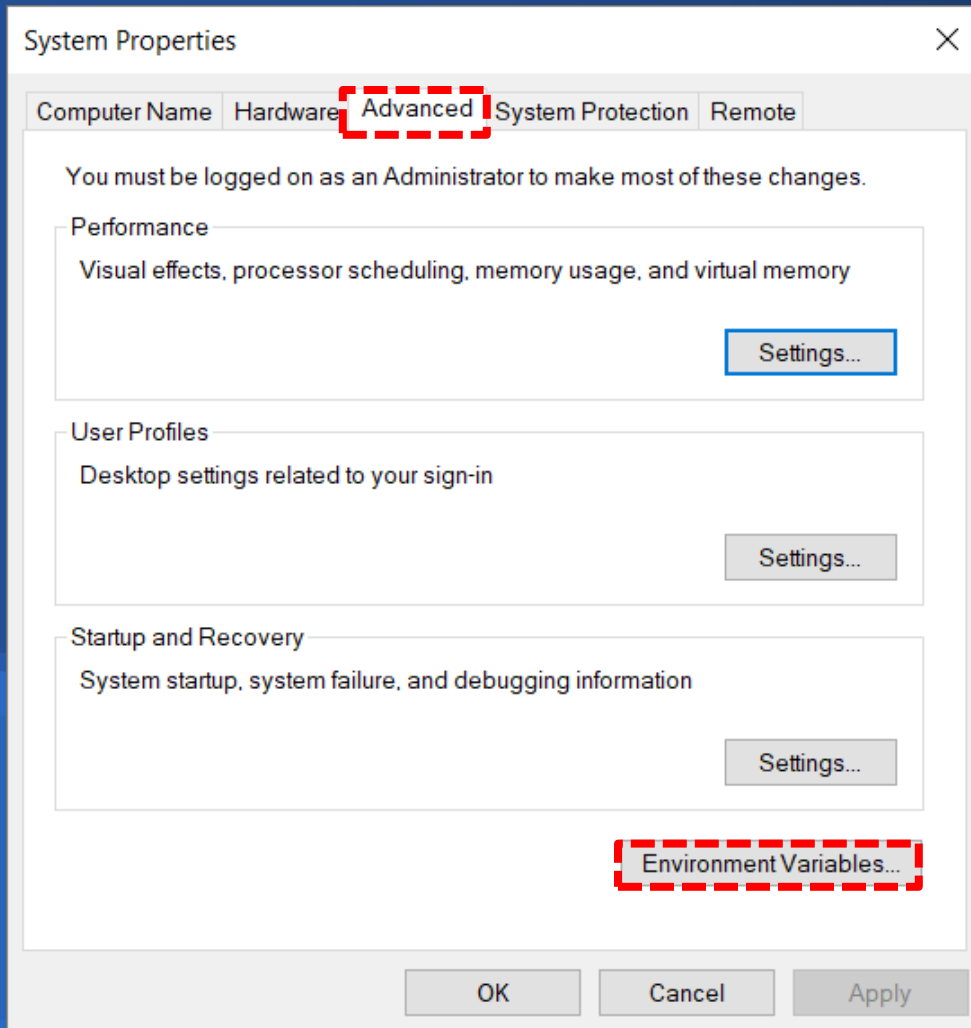 System Properties
Computer Name Hardware Advanced System Protection Remote
You must be logged on as an Administrator to make most of these changes.
Performance
Visual effects, processor scheduling, memory usage, and virtual memory
Settings...
User Profiles
Desktop settings related to your sign-in
Settings...
Startup and Recovery
System startup, system failure, and debugging information
Settings...
Environment Variables...
OK Cancel Apply